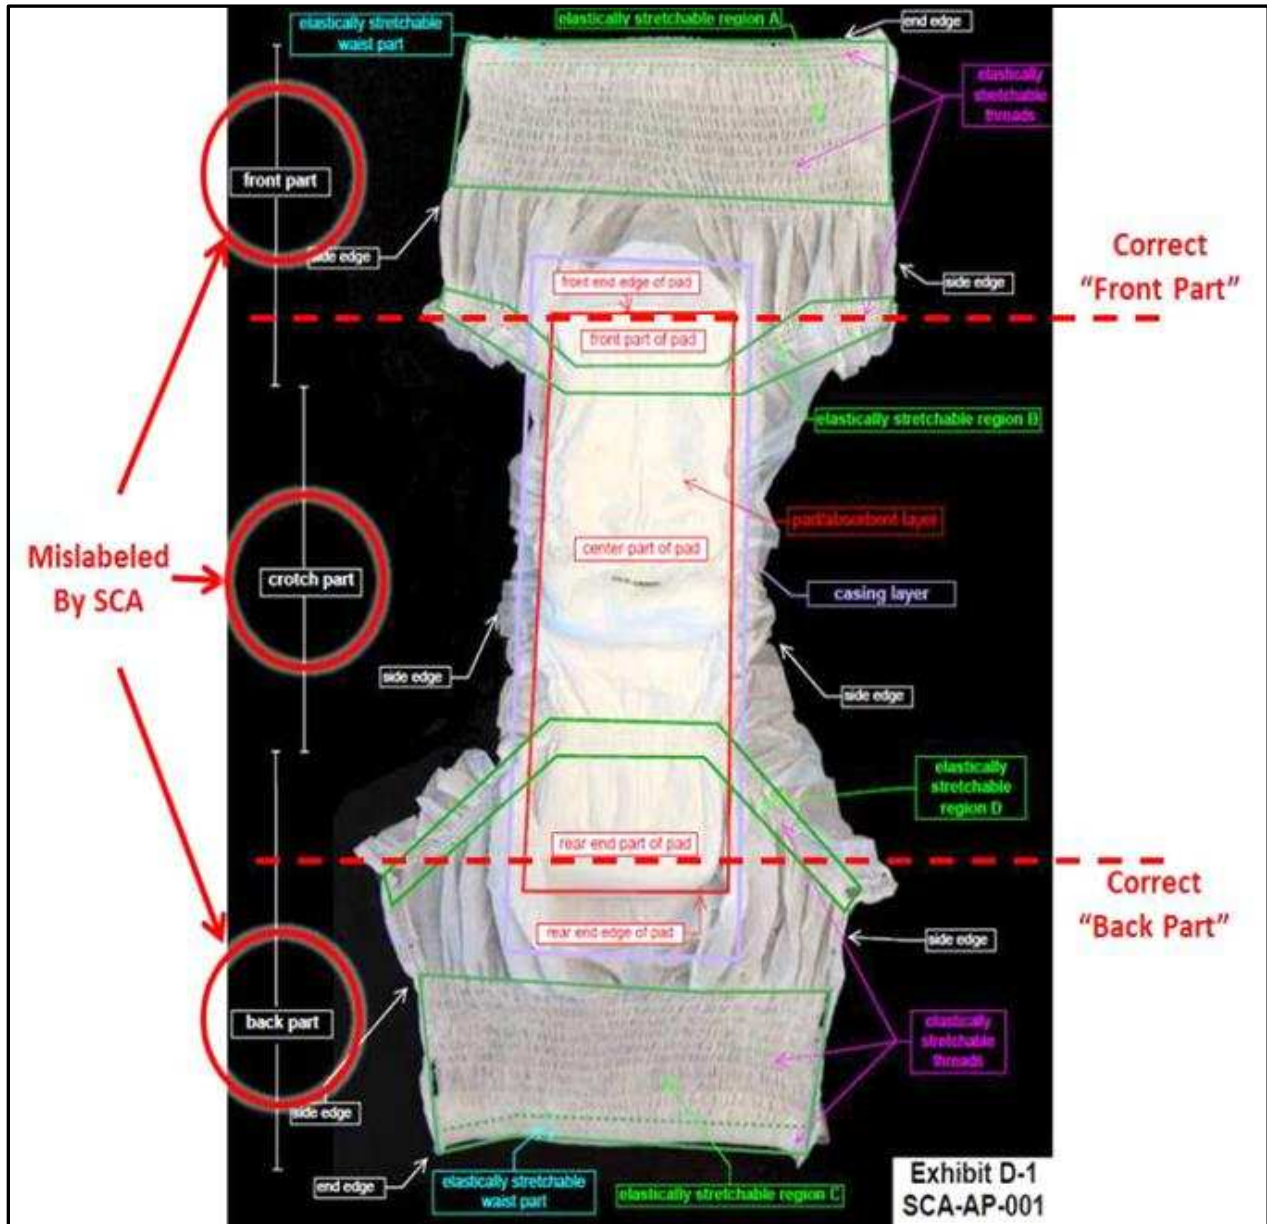 elastically stretchable
waist part
elastically stretchable region A
end edge
elastically
stretchable
threads
front part
side edge
side edge
Correct
"Front Part"
front end edge of pad
front part of pad
elastically stretchable region B
pad/absorbent layer
Mislabeled
By SCA
crotch part
center part of pad
casing layer
side edge
side edge
elastically
stretchable
region D
rear end part of pad
Correct
"Back Part"
rear end edge of pad
side edge
back part
elastically
stretchable
threads
side edge
end edge
elastically stretchable
waist part
elastically stretchable region C
Exhibit D-1
SCA-AP-001